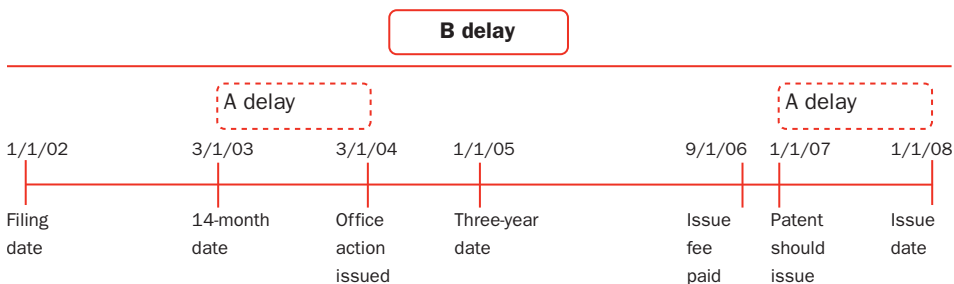 B delay
A delay
A delay
1/1/02
3/1/03
3/1/04
1/1/05
9/1/06
1/1/07
1/1/08
Filing
date
14-month
date
Office
action
issued
Three-year
date
Issue
fee
paid
Patent
should
issue
Issue
date